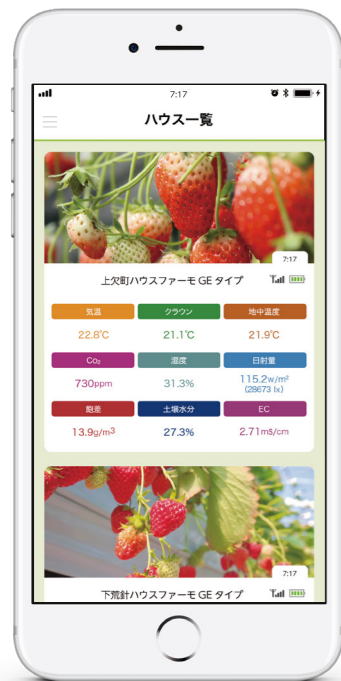 7:17
ハウス一覧
7:17
上欠町ハウスファーモ GE タイプ
気温 クラウン 地中温度
22.8℃ 21.1℃ 21.9℃
Co₂ 湿度 日射量
730ppm 31.3% 115.2w/m²
(28673 lx)
飽差 土壌水分 EC
13.9g/m³ 27.3% 2.71mS/cm
7:17
下荒針ハウスファーモ GE タイプ